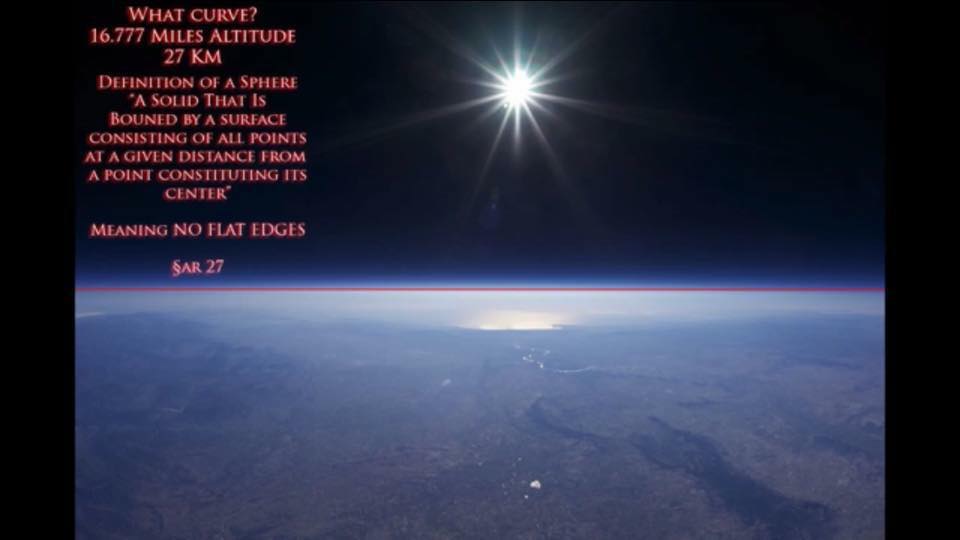 What curve?
16.777 Miles Altitude
27 KM
Definition of a Sphere
"A Solid That Is
Bouned by a surface
consisting of all points
at a given distance from
a point constituting its
center"
Meaning NO FLAT EDGES
§ar 27